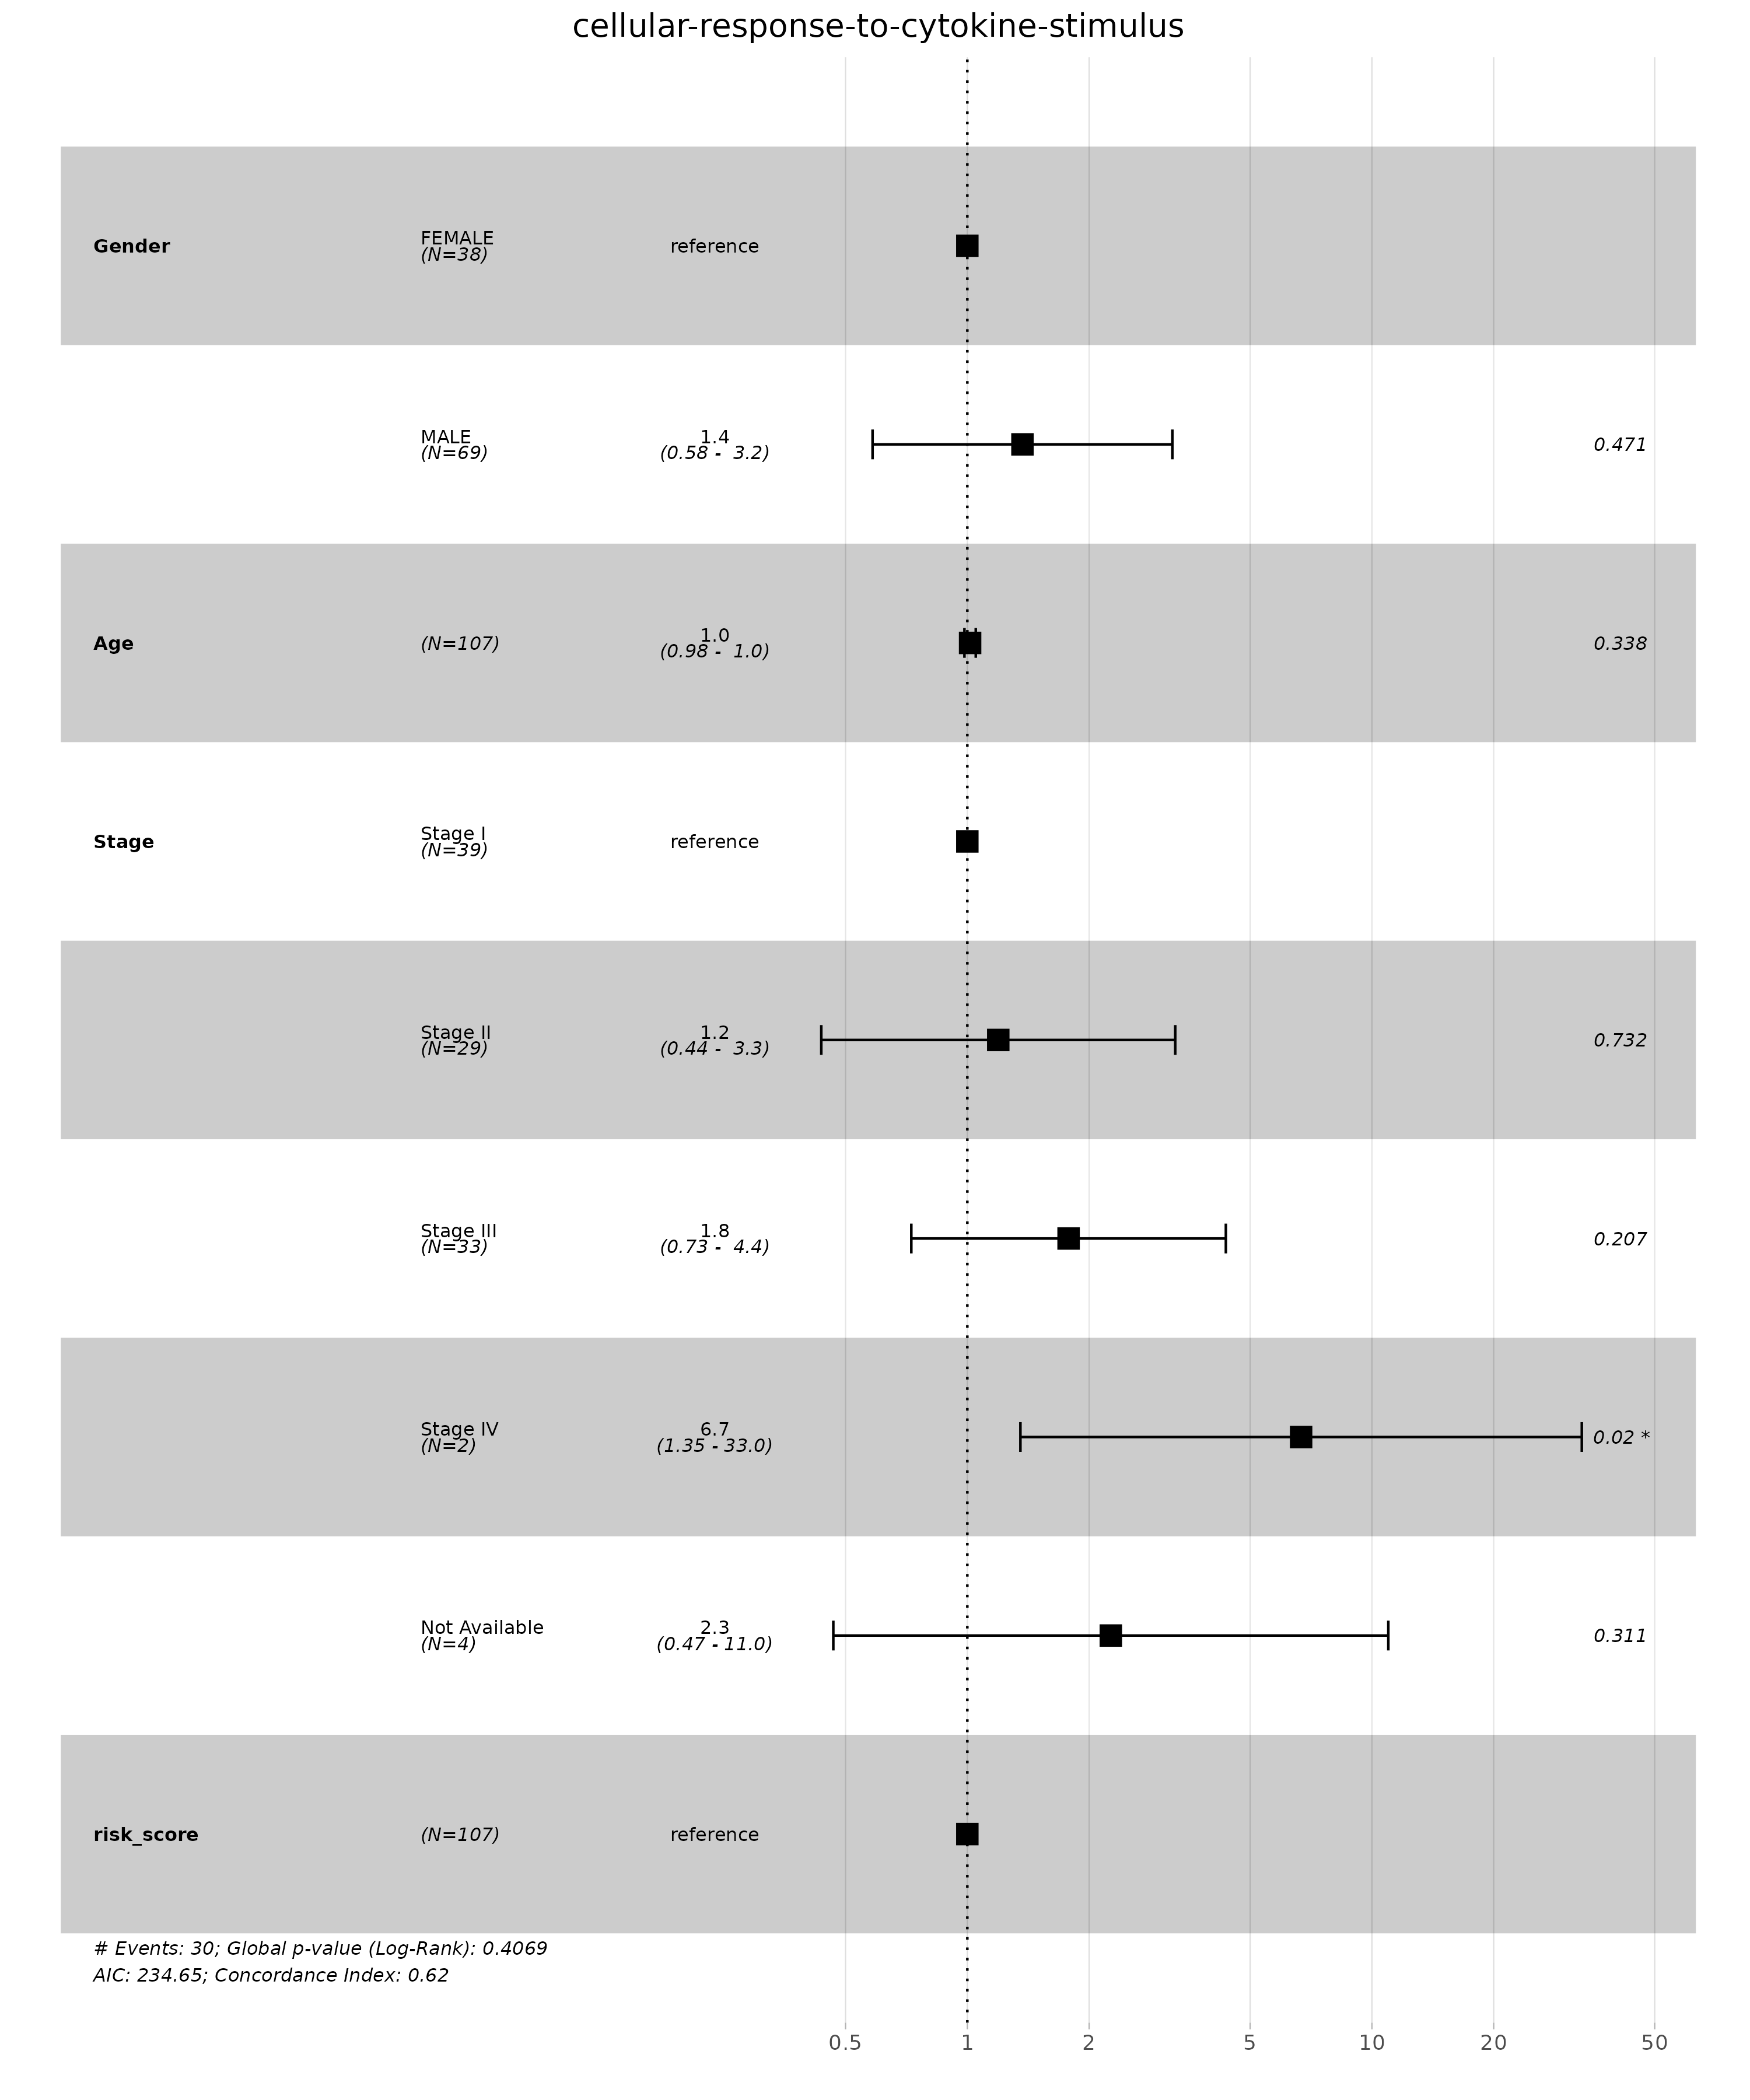 cellular-response-to-cytokine-stimulus
Gender FEMALE reference
(N=38)
MALE 1.4 0.471
(N=69) (0.58 - 3.2)
Age (N=107) 1.0 0.338
(0.98 - 1.0)
Stage Stage I reference
(N=39)
Stage II 1.2 0.732
(N=29) (0.44 - 3.3)
Stage III 1.8 0.207
(N=33) (0.73 - 4.4)
Stage IV 6.7 0.02 *
(N=2) (1.35 - 33.0)
Not Available 2.3 0.311
(N=4) (0.47 - 11.0)
risk_score (N=107) reference
# Events: 30; Global p-value (Log-Rank): 0.4069
AIC: 234.65; Concordance Index: 0.62
0.5 1 2 5 10 20 50